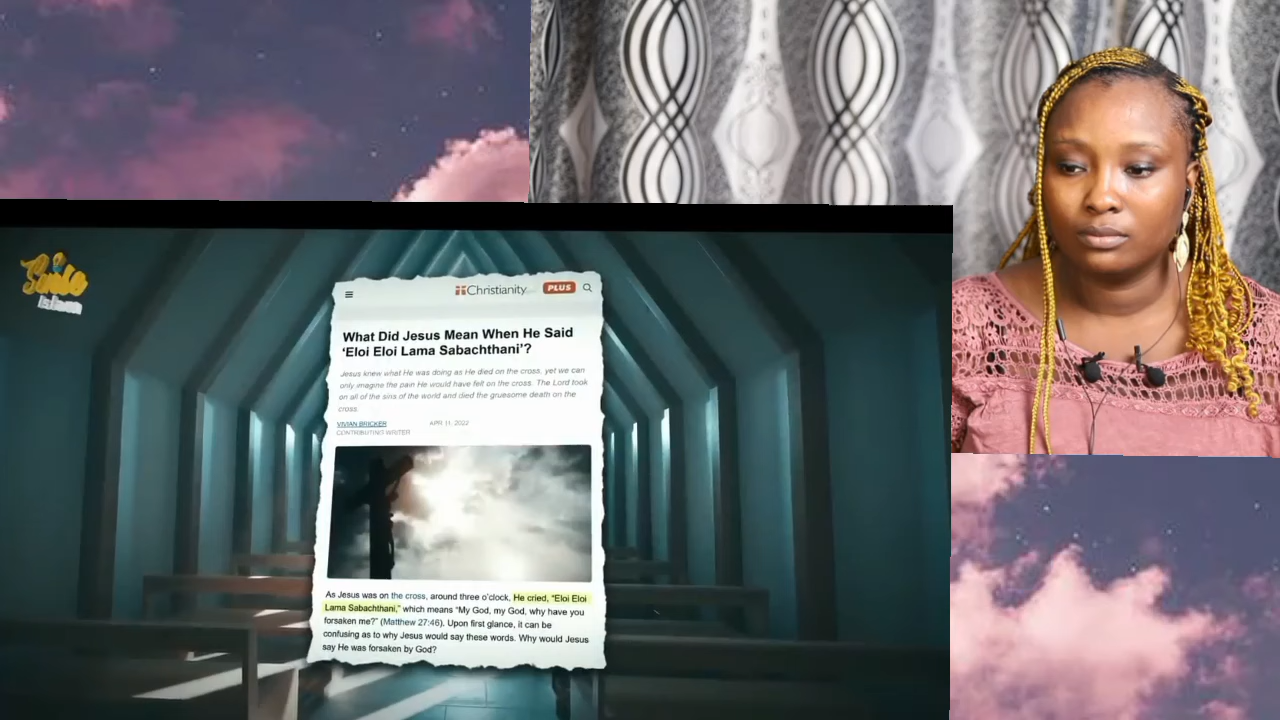 Smile
Islam
Christianity
PLUS
What Did Jesus Mean When He Said
‘Eloi Eloi Lama Sabachthani’?
Jesus knew what He was doing as He died on the cross, yet we can
only imagine the pain He would have felt on the cross. The Lord took
on all of the sins of the world and died the gruesome death on the
cross.
VIVIAN BRICKER APR 11, 2022
CONTRIBUTING WRITER
As Jesus was on the cross, around three o'clock, He cried, "Eloi Eloi
Lama Sabachthani," which means "My God, my God, why have you
forsaken me?" (Matthew 27:46). Upon first glance, it can be
confusing as to why Jesus would say these words. Why would Jesus
say He was forsaken by God?